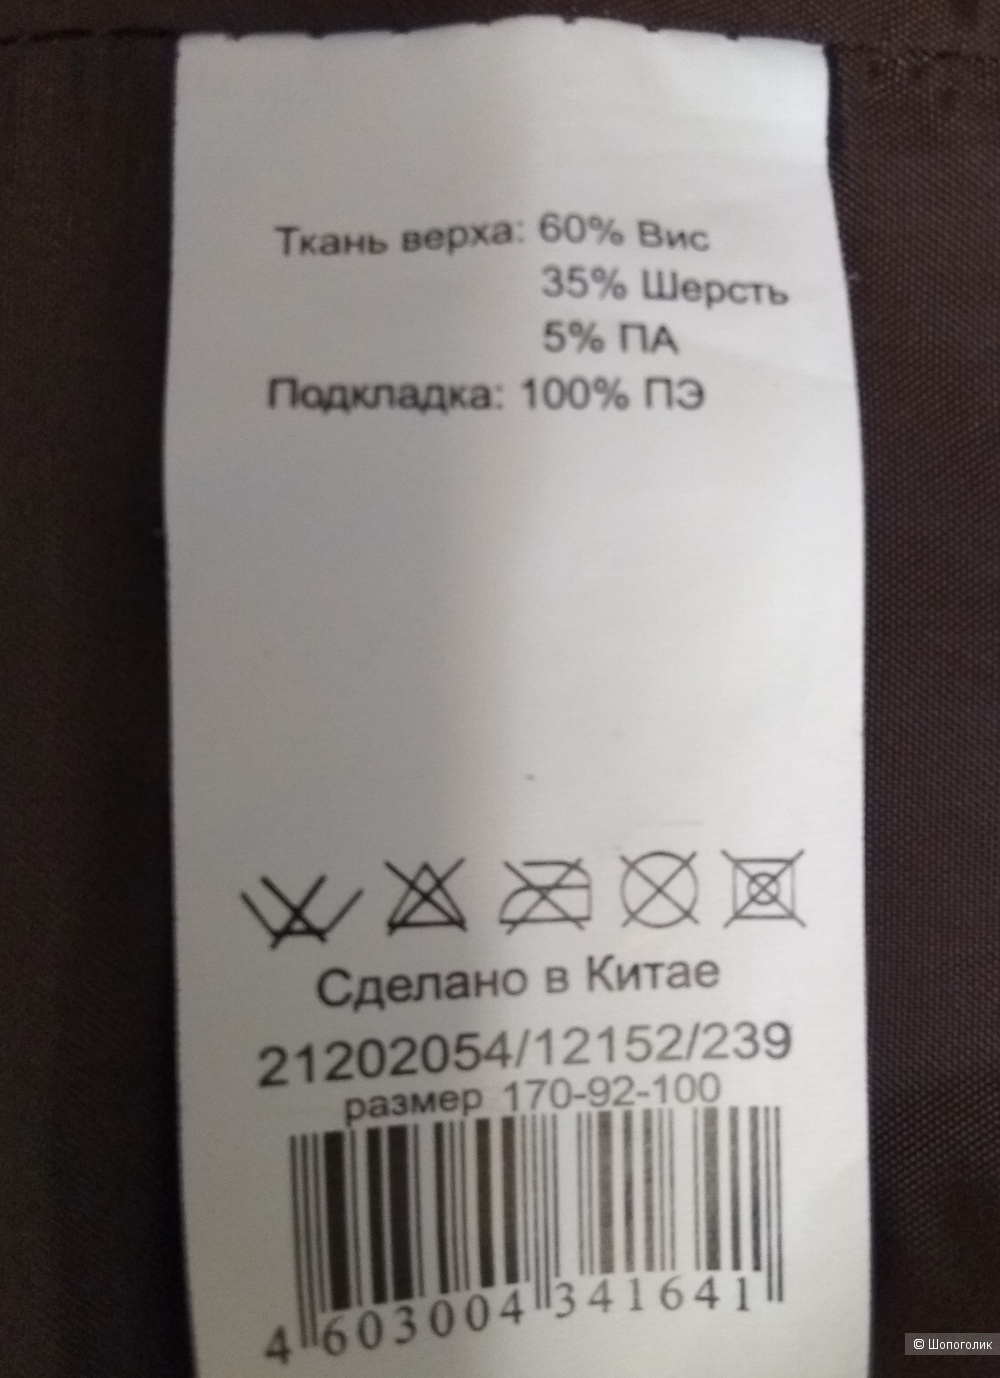 Ткань верха: 60% Вис
35% Шерсть
5% ПА
Подкладка: 100% ПЭ
Сделано в Китае
21202054/12152/239
размер 170-92-100
4 603004 341641
© Шопоголик